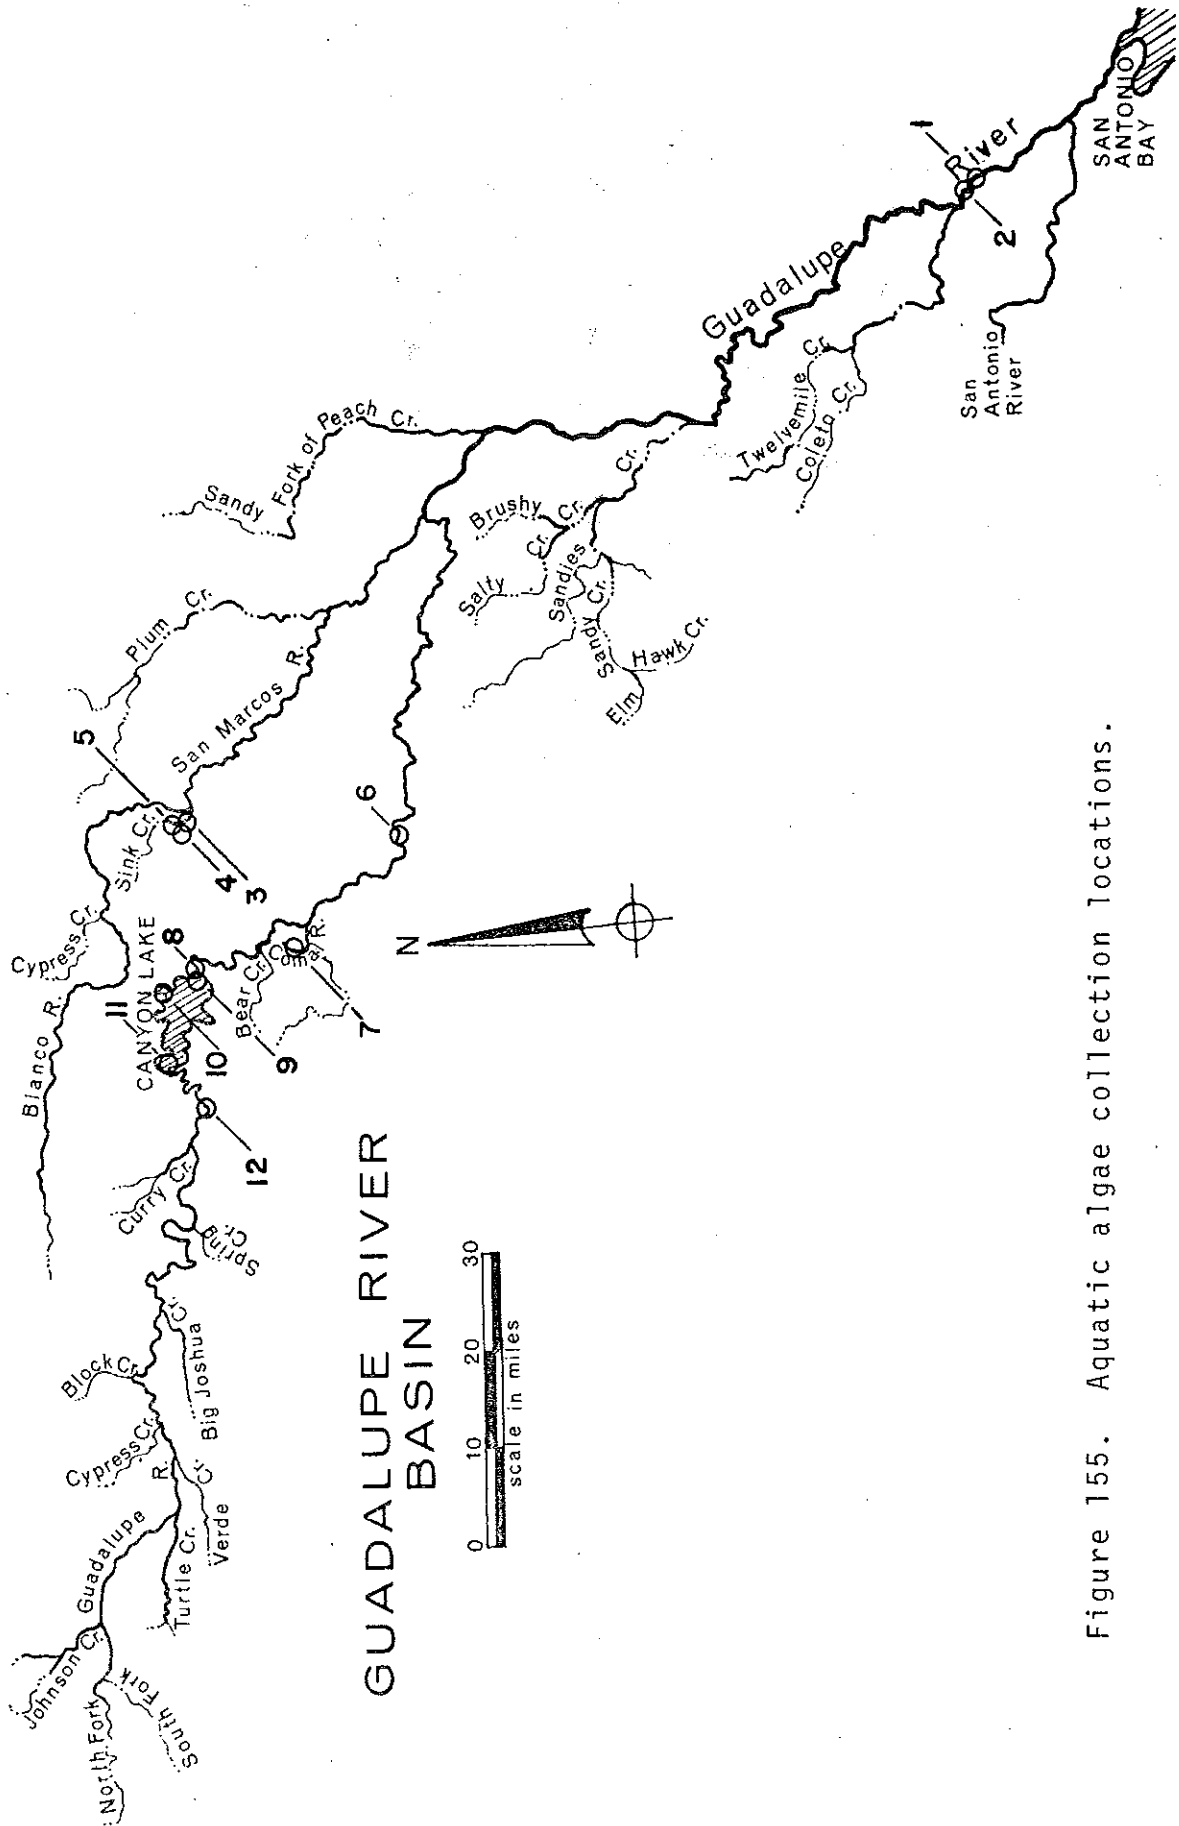 GUADALUPE RIVER
BASIN
0 10 20 30
scale in miles
N
North Fork
South Fork
Johnson Cr.
Guadalupe
R.
Turtle Cr.
Verde
Cr.
Cypress Cr.
Block Cr.
Big Joshua
Cr.
Spring
Cr.
Curry Cr.
12
11
CANYON LAKE
10
9
8
7
Bear Cr.
Comal R.
Blanco R.
Cypress Cr.
Sink Cr.
5
4
3
San Marcos R.
6
Plum Cr.
Sandy
Fork of Peach Cr.
Brushy
Cr.
Salty
Cr.
Sandies
Cr.
Sandy Cr.
Elm
Hawk Cr.
Guadalupe
River
Twelvemile Cr.
Coleto Cr.
1
2
San
Antonio
River
SAN
ANTONIO
BAY
Figure 155. Aquatic algae collection locations.